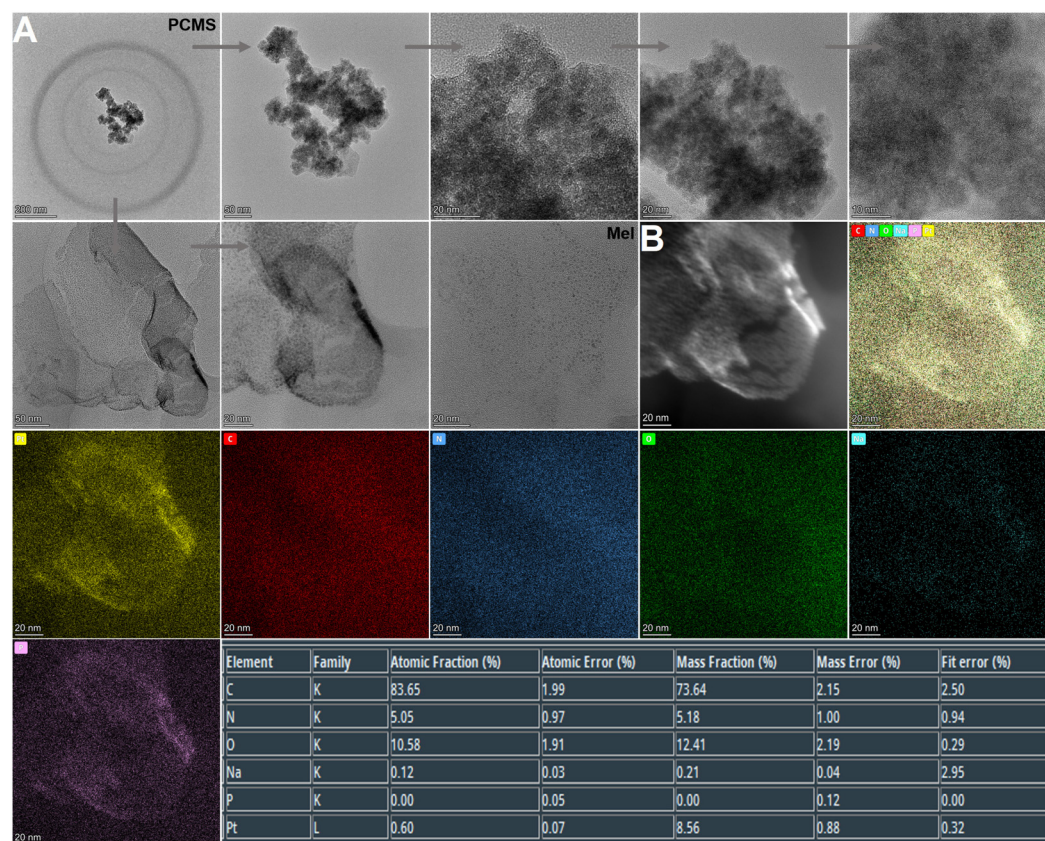 A
PCMS
200 nm
50 nm
20 nm
20 nm
10 nm
50 nm
20 nm
Mel
20 nm
B
20 nm
C N O Na
20 nm
20 nm
C
20 nm
N
20 nm
O
20 nm
Na
20 nm
20 nm
Element Family Atomic Fraction (%) Atomic Error (%) Mass Fraction (%) Mass Error (%) Fit error (%)
C K 83.65 1.99 73.64 2.15 2.50
N K 5.05 0.97 5.18 1.00 0.94
O K 10.58 1.91 12.41 2.19 0.29
Na K 0.12 0.03 0.21 0.04 2.95
P K 0.00 0.05 0.00 0.12 0.00
Pt L 0.60 0.07 8.56 0.88 0.32